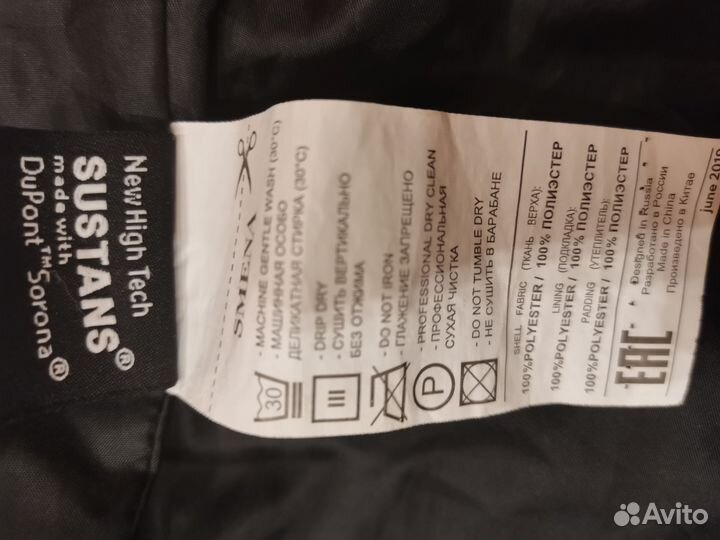 New High Tech
SUSTANS®
made with
DuPont™Sorona®
SMENA
30
- MACHINE GENTLE WASH (30°C)
- МАШИННАЯ ОСОБО
ДЕЛИКАТНАЯ СТИРКА (30°C)
- DRIP DRY
- СУШИТЬ ВЕРТИКАЛЬНО
БЕЗ ОТЖИМА
- DO NOT IRON
- ГЛАЖЕНИЕ ЗАПРЕЩЕНО
P
- PROFESSIONAL DRY CLEAN
- ПРОФЕССИОНАЛЬНАЯ
СУХАЯ ЧИСТКА
- DO NOT TUMBLE DRY
- НЕ СУШИТЬ В БАРАБАНЕ
SHELL FABRIC (ТКАНЬ ВЕРХА):
100%POLYESTER / 100% ПОЛИЭСТЕР
LINING (ПОДКЛАДКА):
100%POLYESTER / 100% ПОЛИЭСТЕР
PADDING (УТЕПЛИТЕЛЬ):
100%POLYESTER / 100% ПОЛИЭСТЕР
EAC
Designed in Russia
Разработано в России
Made in China
Произведено в Китае
june 2019
Avito